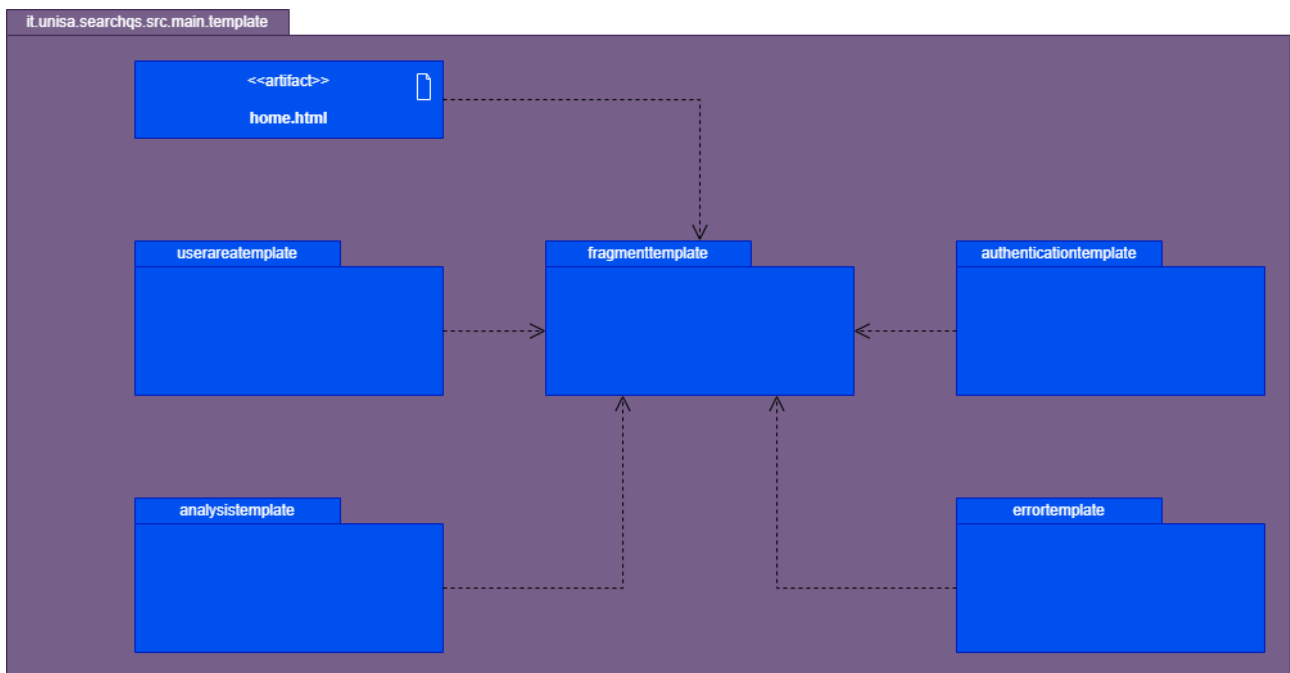 it.unisa.searchqs.src.main.template
<<artifact>>
home.html
userareatemplate
fragmenttemplate
authenticationtemplate
analysistemplate
errortemplate